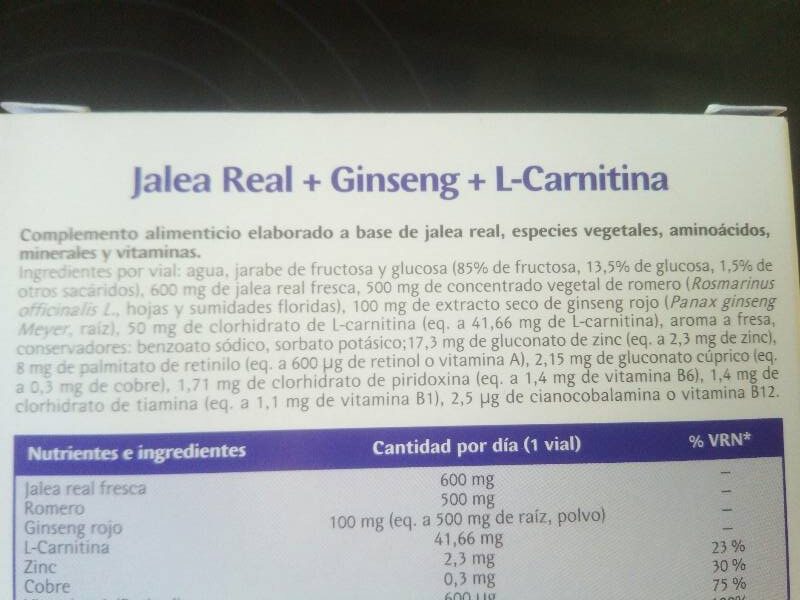 Jalea Real + Ginseng + L-Carnitina
Complemento alimenticio elaborado a base de jalea real, especies vegetales, aminoácidos,
minerales y vitaminas.
Ingredientes por vial: agua, jarabe de fructosa y glucosa (85% de fructosa, 13,5% de glucosa, 1,5% de
otros sacáridos), 600 mg de jalea real fresca, 500 mg de concentrado vegetal de romero (Rosmarinus
officinalis L., hojas y sumidades floridas), 100 mg de extracto seco de ginseng rojo (Panax ginseng
Meyer, raíz), 50 mg de clorhidrato de L-carnitina (eq. a 41,66 mg de L-carnitina), aroma a fresa,
conservadores: benzoato sódico, sorbato potásico;17,3 mg de gluconato de zinc (eq. a 2,3 mg de zinc),
8 mg de palmitato de retinilo (eq. a 600 µg de retinol o vitamina A), 2,15 mg de gluconato cúprico (eq.
a 0,3 mg de cobre), 1,71 mg de clorhidrato de piridoxina (eq. a 1,4 mg de vitamina B6), 1,4 mg de
clorhidrato de tiamina (eq. a 1,1 mg de vitamina B1), 2,5 µg de cianocobalamina o vitamina B12.
Nutrientes e ingredientes Cantidad por día (1 vial) % VRN*
Jalea real fresca 600 mg –
Romero 500 mg –
Ginseng rojo 100 mg (eq. a 500 mg de raíz, polvo) –
L-Carnitina 41,66 mg –
Zinc 2,3 mg 23 %
Cobre 0,3 mg 30 %
600 µg 75 %